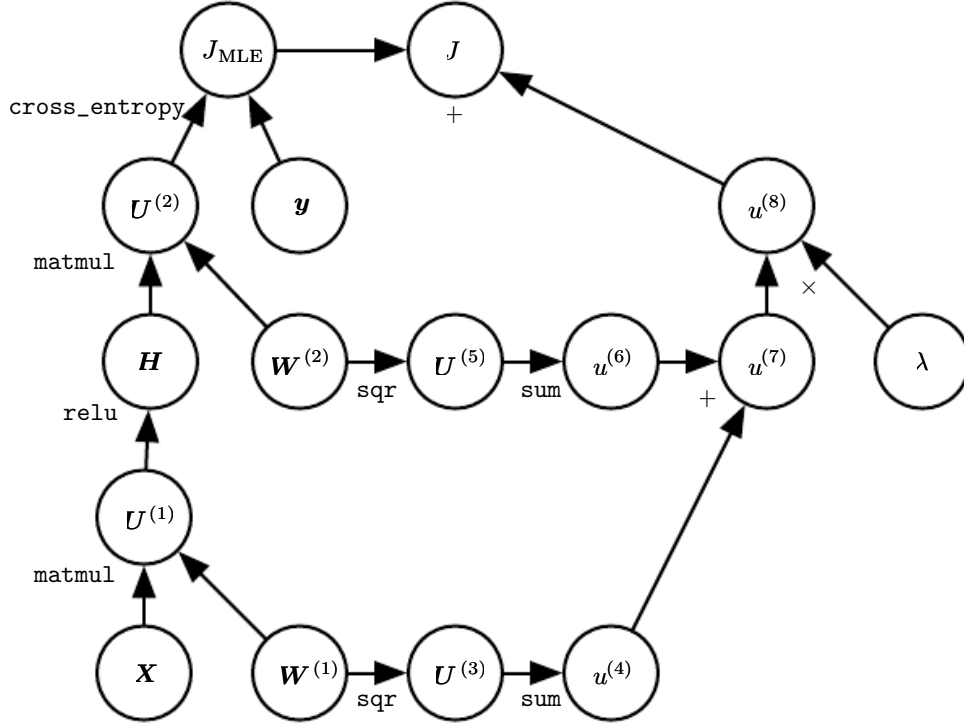 J_MLE J
cross_entropy
+
U^(2) y u^(8)
matmul
×
H W^(2) U^(5) u^(6) u^(7) λ
sqr sum
+
relu
U^(1)
matmul
X W^(1) U^(3) u^(4)
sqr sum